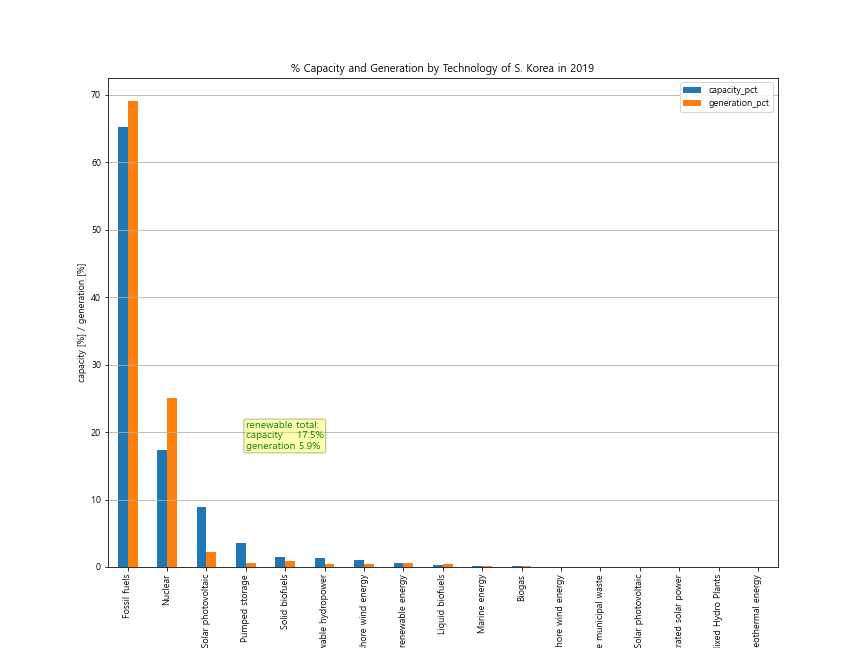 % Capacity and Generation by Technology of S. Korea in 2019
capacity_pct
generation_pct
capacity [%] / generation [%]
70
60
50
40
30
20
10
0
renewable total:
capacity 17.5%
generation 5.9%
Fossil fuels
Nuclear
Solar photovoltaic
Pumped storage
Solid biofuels
vable hydropower
hore wind energy
renewable energy
Liquid biofuels
Marine energy
Biogas
hore wind energy
e municipal waste
Solar photovoltaic
rated solar power
lixed Hydro Plants
eothermal energy